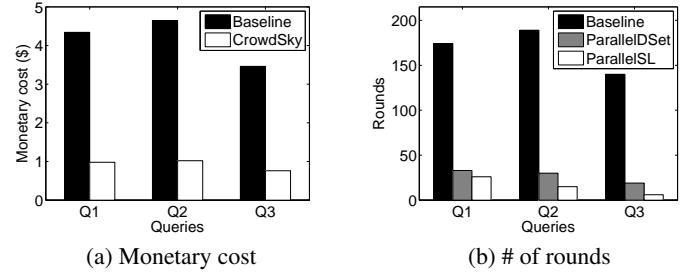 5
4
3
2
1
0
Monetary cost ($)
Baseline
CrowdSky
Q1 Q2 Q3
Queries
(a) Monetary cost
200
150
100
50
0
Rounds
Baseline
ParallelDSet
ParallelSL
Q1 Q2 Q3
Queries
(b) # of rounds